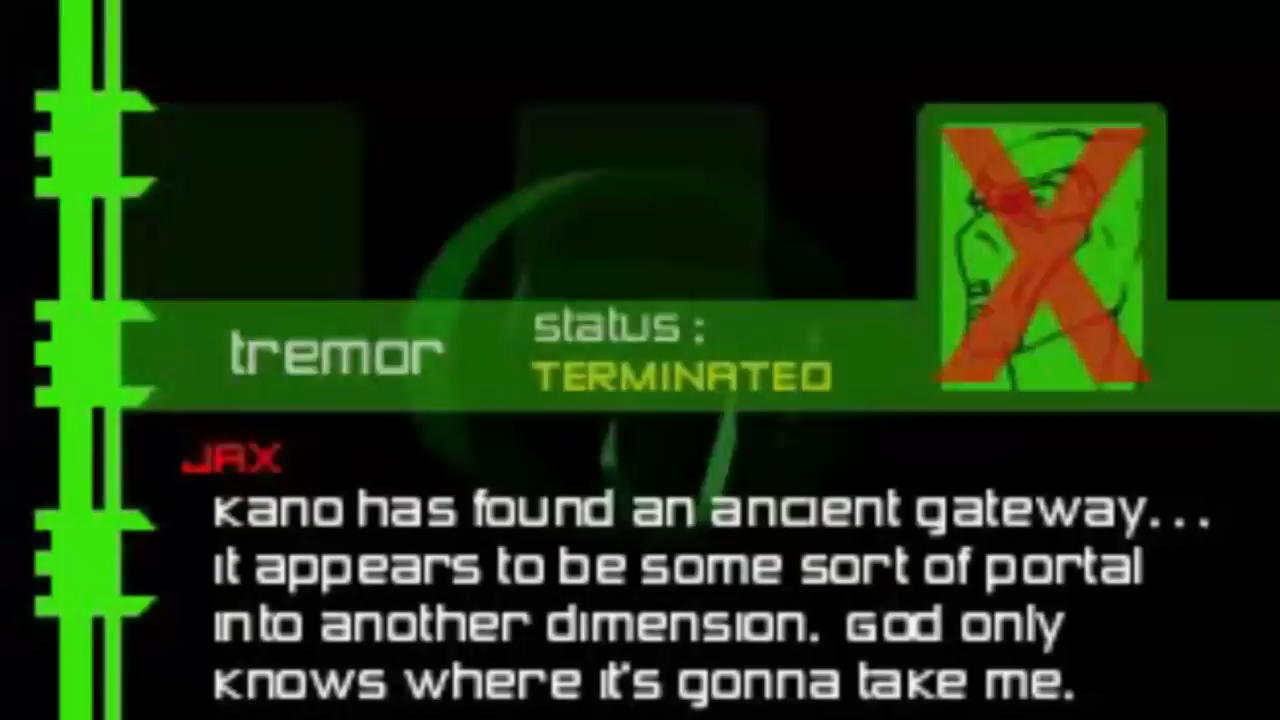 tremor
status :
TERMINATED
JAX
Kano has found an ancient gateway...
It appears to be some sort of portal
into another dimension. God only
knows where it's gonna take me.